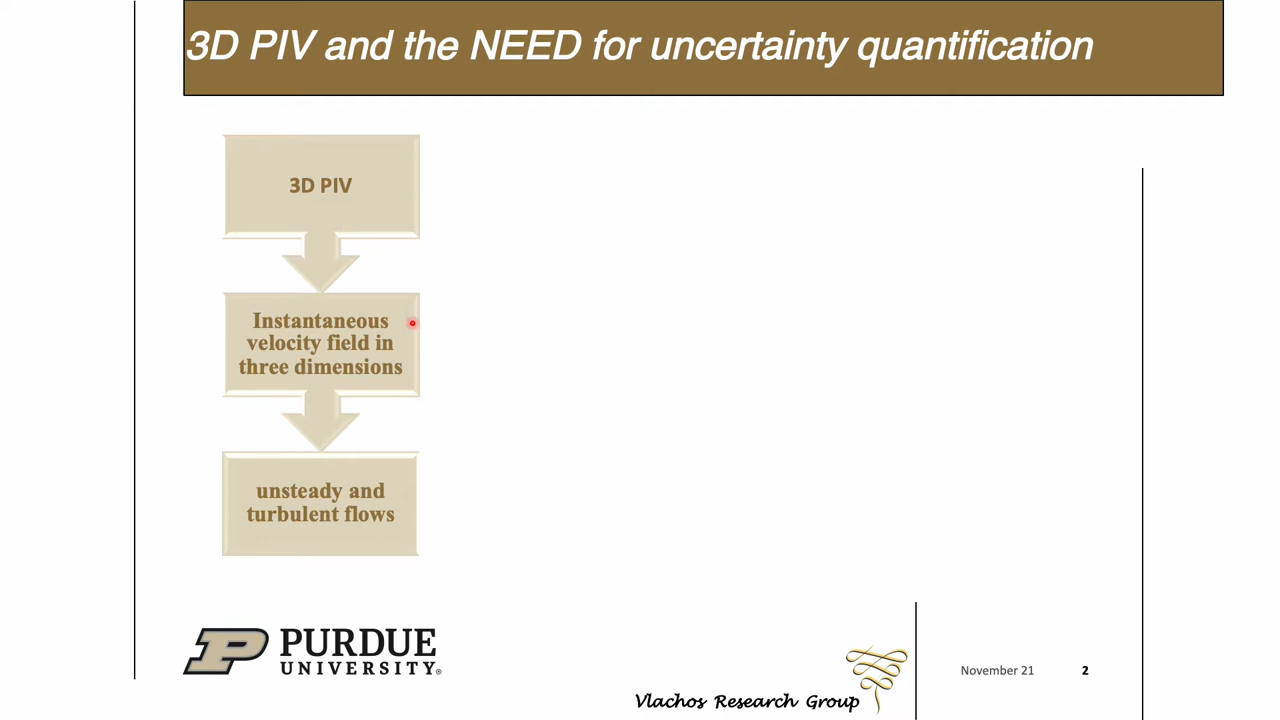 3D PIV and the NEED for uncertainty quantification
3D PIV
Instantaneous
velocity field in
three dimensions
unsteady and
turbulent flows
PURDUE
UNIVERSITY®
Vlachos Research Group
November 21
2